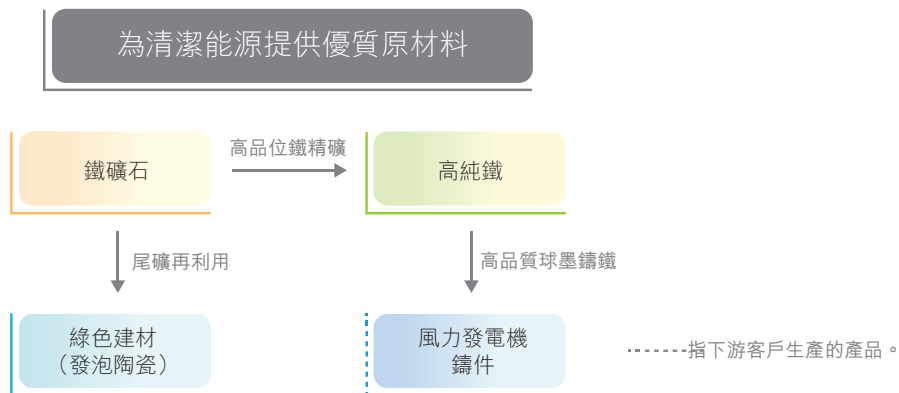 為清潔能源提供優質原材料
鐵礦石
高品位鐵精礦
高純鐵
尾礦再利用
高品質球墨鑄鐵
綠色建材
（發泡陶瓷）
風力發電機
鑄件
指下游客戶生產的產品。